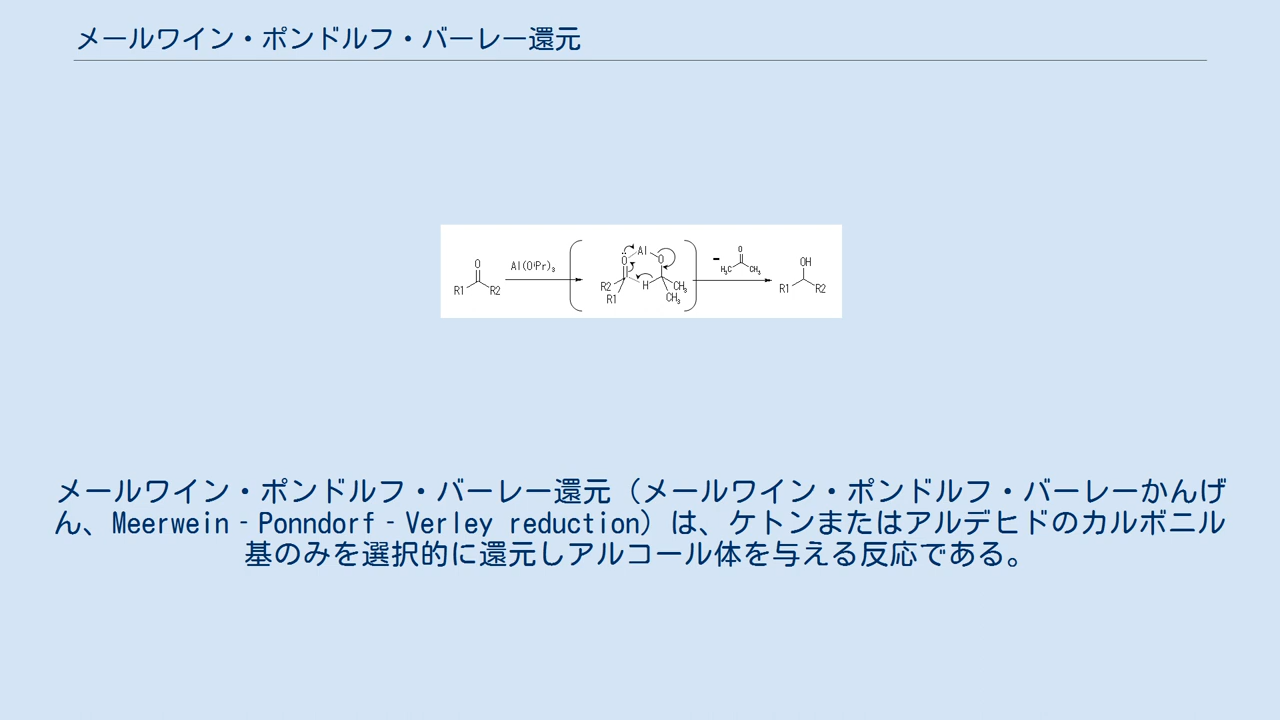 メールワイン・ポンドルフ・バーレー還元
O
R1
R2
Al(OⁱPr)₃
Al
O
O
R2
R1
H
CH₃
CH₃
-
O
H₃C
CH₃
OH
R1
R2
メールワイン・ポンドルフ・バーレー還元（メールワイン・ポンドルフ・バーレーかんげ
ん、Meerwein‐Ponndorf‐Verley reduction）は、ケトンまたはアルデヒドのカルボニル
基のみを選択的に還元しアルコール体を与える反応である。